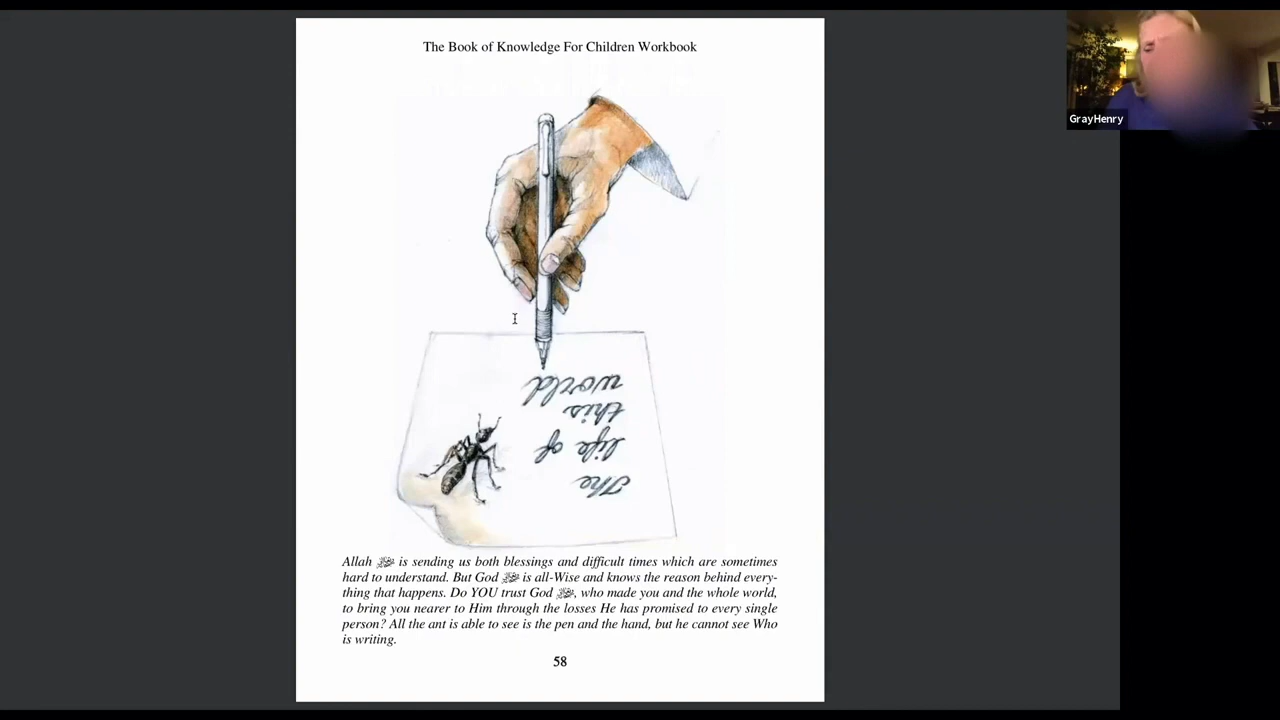 The Book of Knowledge For Children Workbook
GrayHenry
The
life of
this
world
Allah ﷻ is sending us both blessings and difficult times which are sometimes
hard to understand. But God ﷻ is all-Wise and knows the reason behind every-
thing that happens. Do YOU trust God ﷻ, who made you and the whole world,
to bring you nearer to Him through the losses He has promised to every single
person? All the ant is able to see is the pen and the hand, but he cannot see Who
is writing.
58